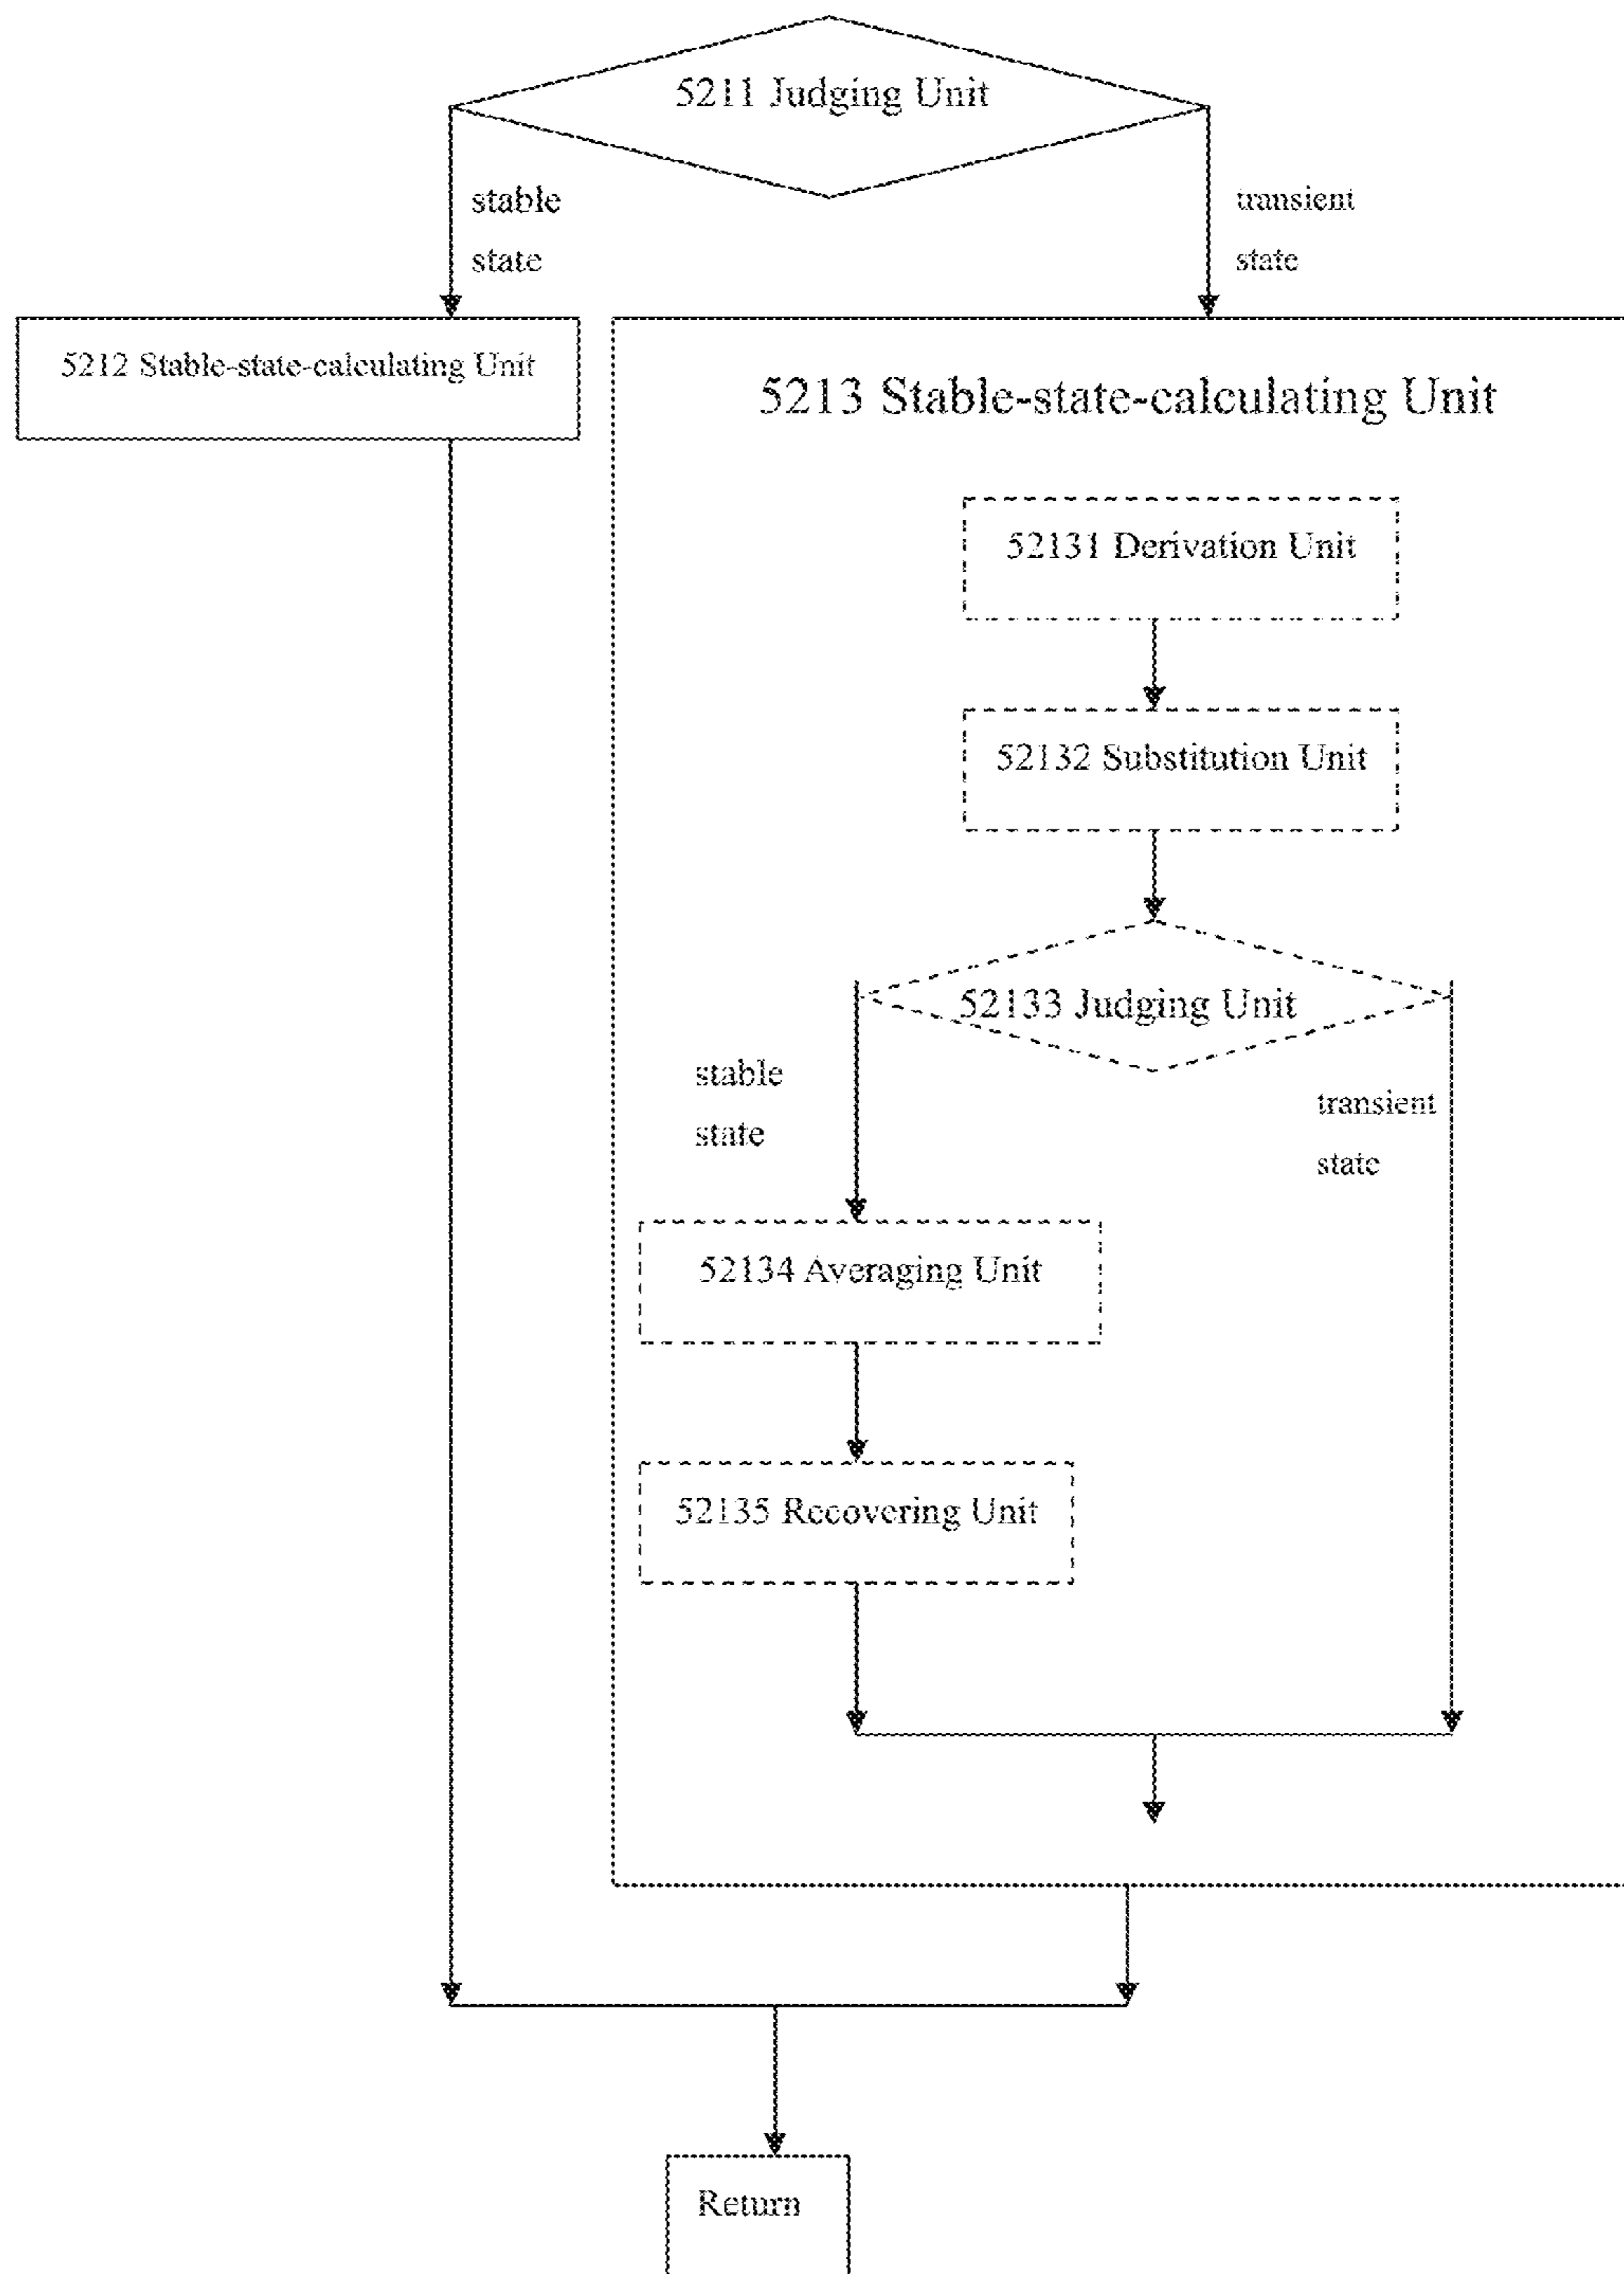 5211 Judging Unit
stable
state
transient
state
5212 Stable-state-calculating Unit
5213 Stable-state-calculating Unit
52131 Derivation Unit
52132 Substitution Unit
52133 Judging Unit
stable
state
transient
state
52134 Averaging Unit
52135 Recovering Unit
Return